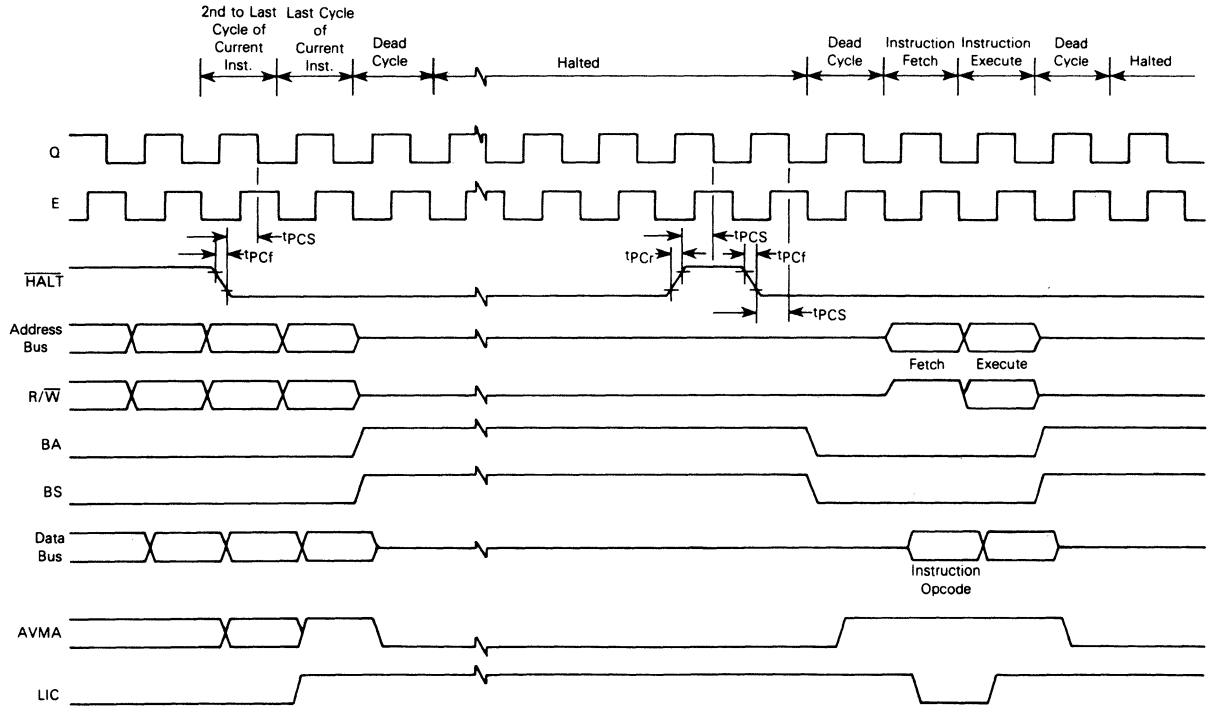 2nd to Last
Cycle of
Current
Inst.
Last Cycle
of
Current
Inst.
Dead
Cycle
Halted
Dead
Cycle
Instruction
Fetch
Instruction
Execute
Dead
Cycle
Halted
Q
E
tPCS
tPCf
tPCr
tPCS
tPCf
HALT
tPCS
Address
Bus
Fetch
Execute
R/W
BA
BS
Data
Bus
Instruction
Opcode
AVMA
LIC